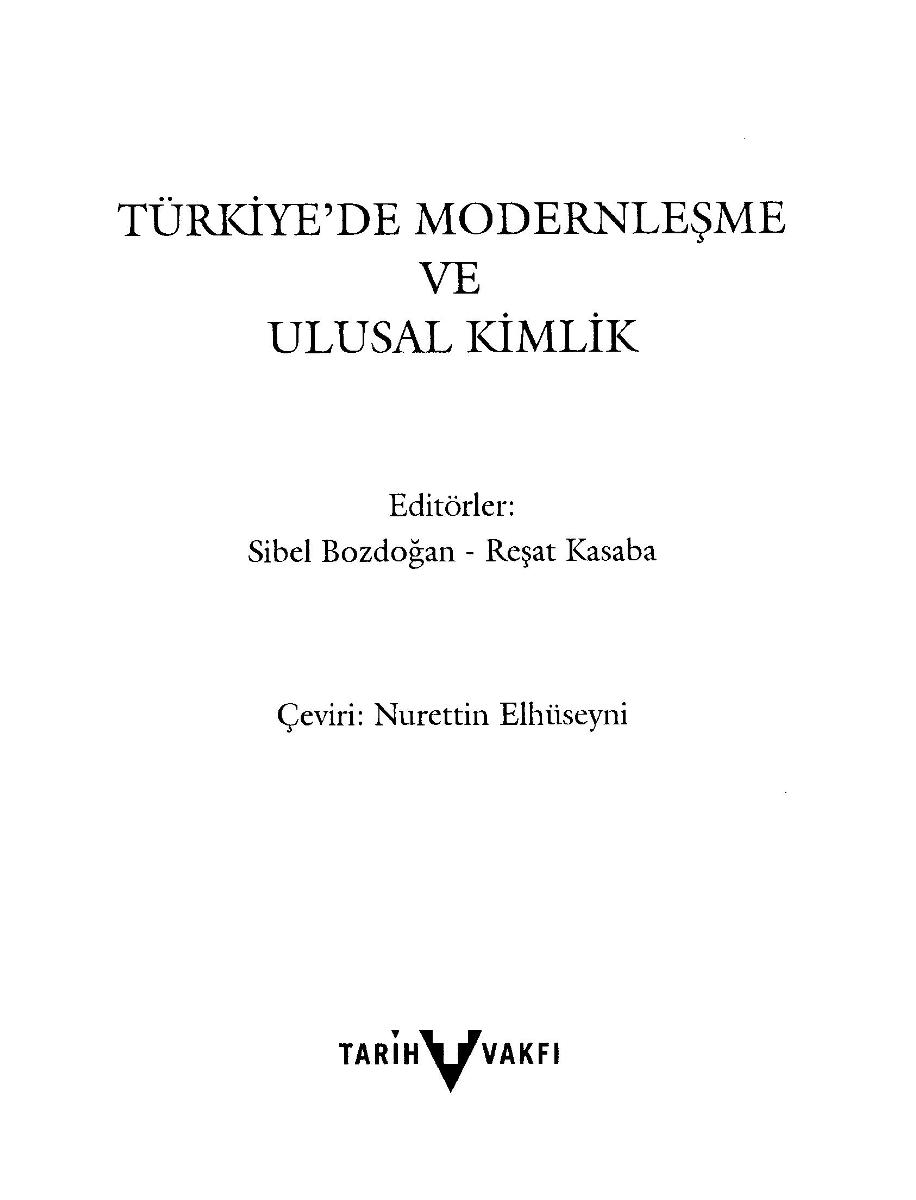 TÜRKİYE'DE MODERNLEŞME
VE
ULUSAL KİMLİK
Editörler:
Sibel Bozdoğan - Reşat Kasaba
Çeviri: Nurettin Elhüseyni
TARİH VAKFI